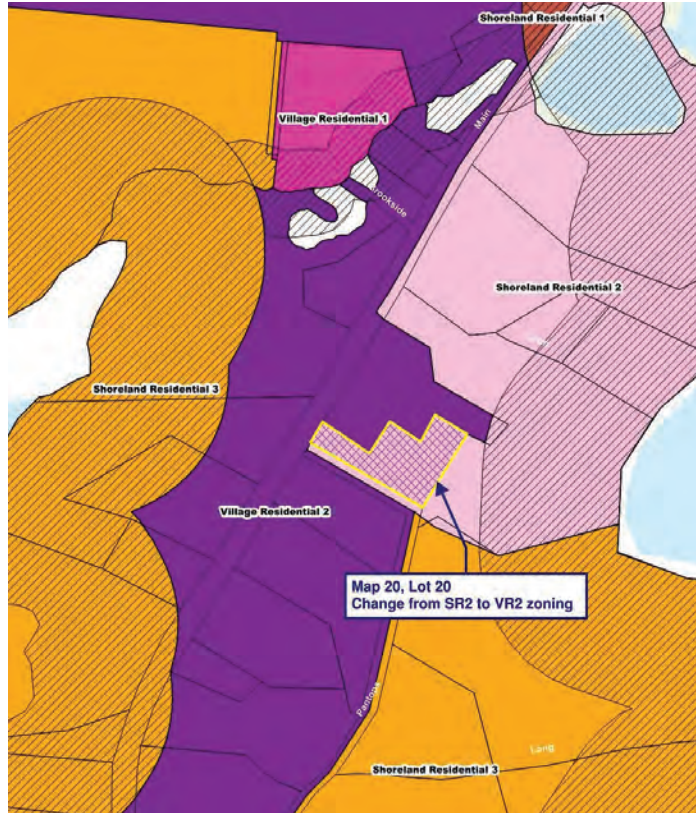 Shoreland Residential 1
Village Residential 1
Main
Brookside
Shoreland Residential 2
Shoreland Residential 3
Village Residential 2
Map 20, Lot 20
Change from SR2 to VR2 zoning
Pantops
Lang
Shoreland Residential 3